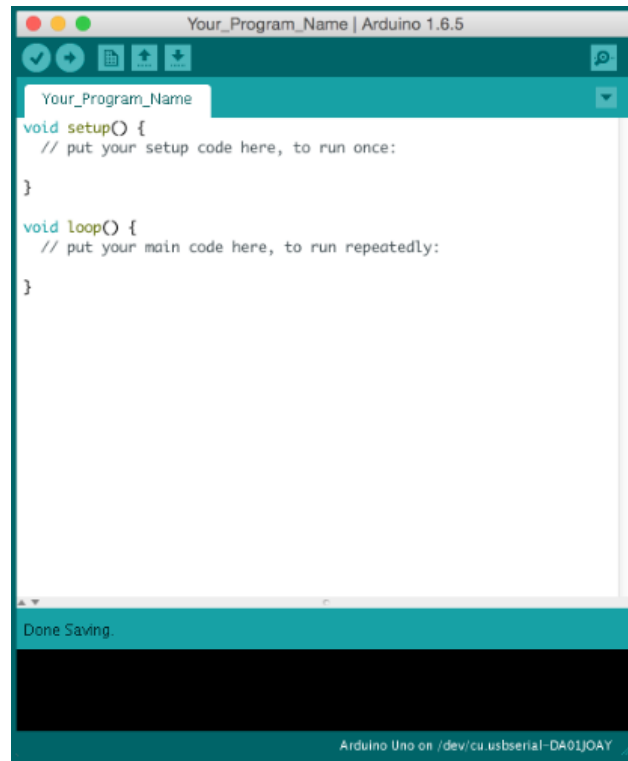 Your_Program_Name | Arduino 1.6.5
Your_Program_Name
void setup() {
  // put your setup code here, to run once:
}
void loop() {
  // put your main code here, to run repeatedly:
}
Done Saving.
Arduino Uno on /dev/cu.usbserial-DA01JOAY